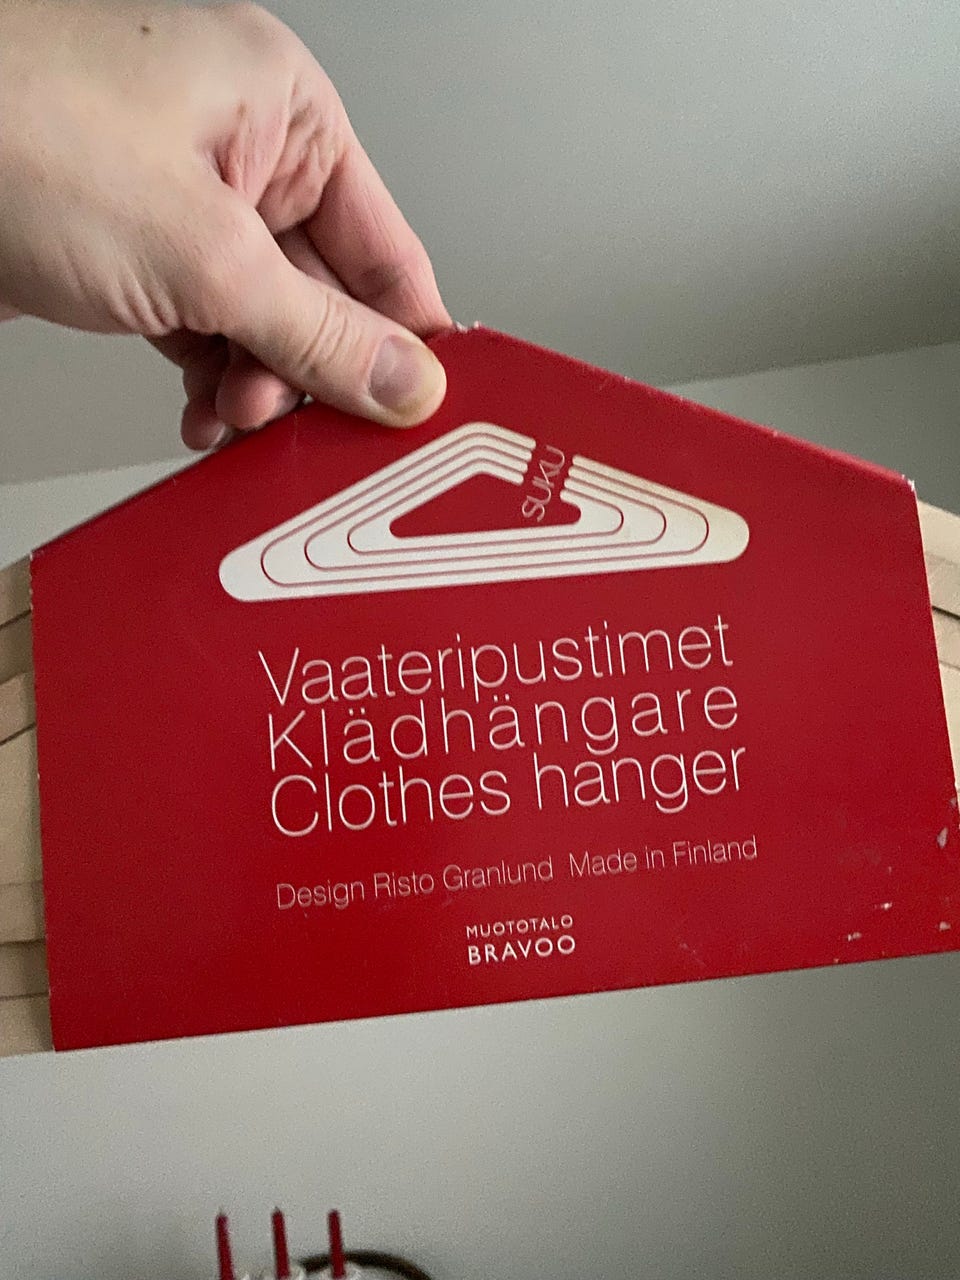 SUKU
Vaateripustimet
Klädhängare
Clothes hanger
Design Risto Granlund Made in Finland
MUOTOTALO
BRAVOO